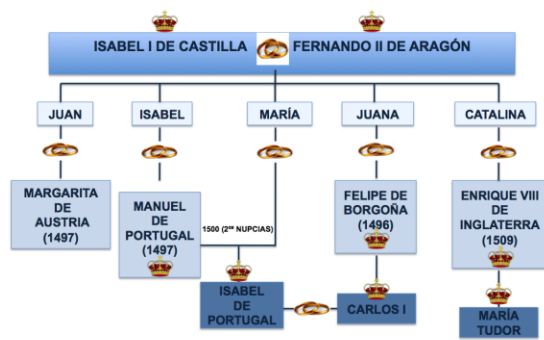 ISABEL I DE CASTILLA FERNANDO II DE ARAGÓN
JUAN ISABEL MARÍA JUANA CATALINA
MARGARITA
DE
AUSTRIA
(1497)
MANUEL
DE
PORTUGAL
(1497)
1500 (2ªˢ NUPCIAS)
FELIPE DE
BORGOÑA
(1496)
ENRIQUE VIII
DE
INGLATERRA
(1509)
ISABEL
DE
PORTUGAL
CARLOS I
MARÍA
TUDOR